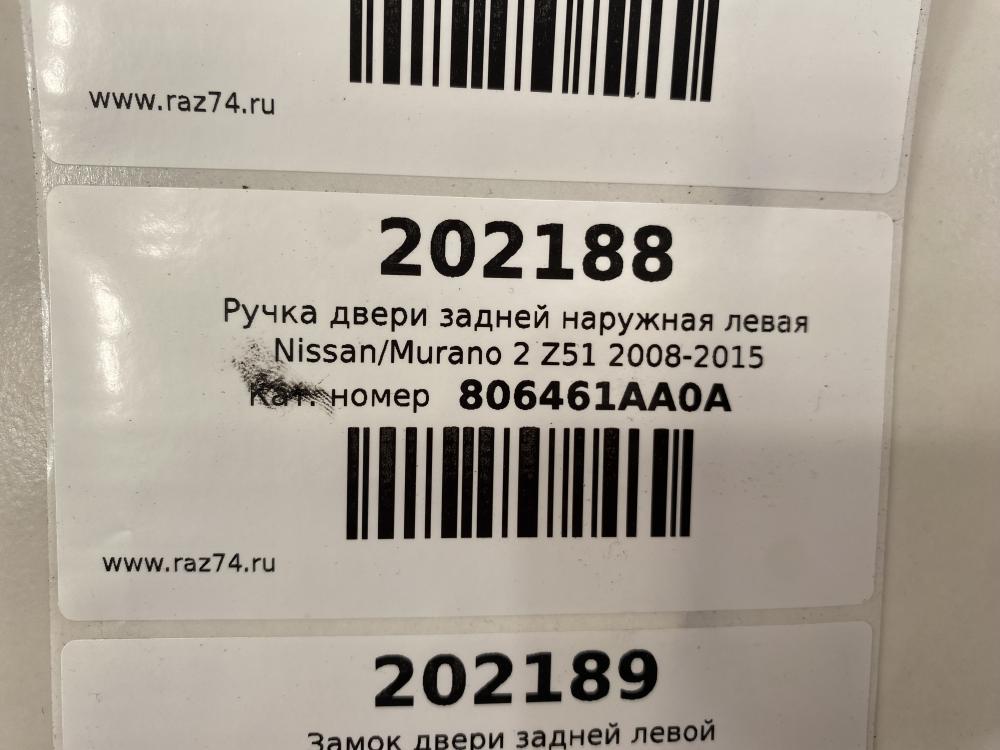 www.raz74.ru
202188
Ручка двери задней наружная левая
Nissan/Murano 2 Z51 2008-2015
Кат. номер 806461AA0A
www.raz74.ru
202189
Замок двери задней левой